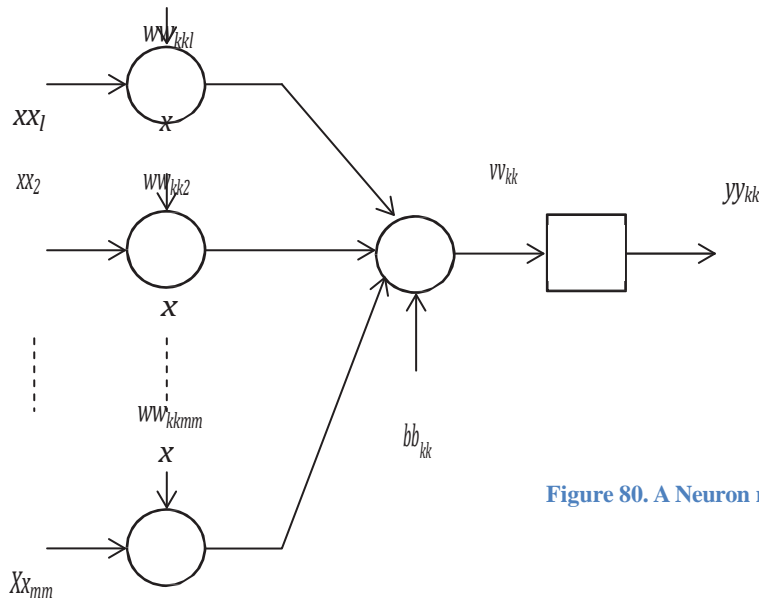 ww_kkl
xx_l
x
xx_2
ww_kk2
vv_kk
yy_kk
x
ww_kkmm
x
bb_kk
Figure 80. A Neuron
Xx_mm